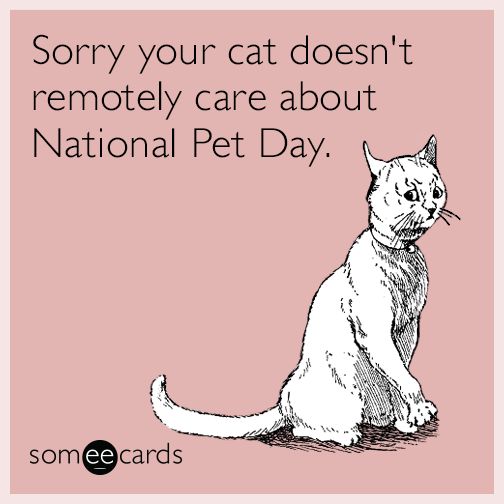 Sorry your cat doesn't
remotely care about
National Pet Day.
someecards